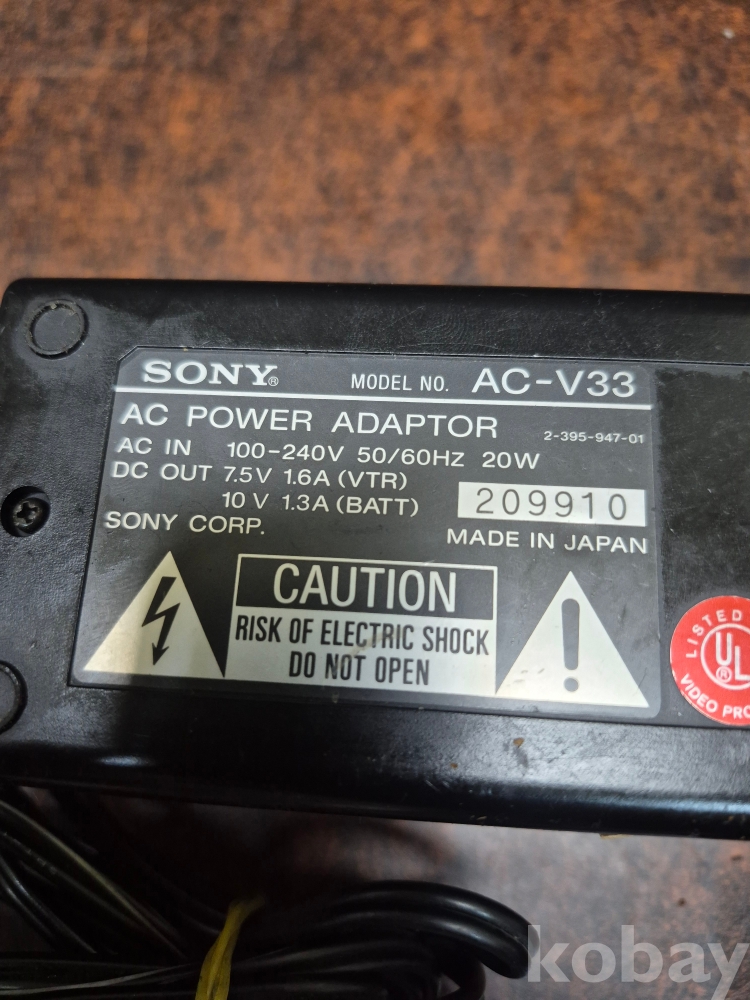 SONY® MODEL NO. AC-V33
AC POWER ADAPTOR 2-395-947-01
AC IN 100-240V 50/60HZ 20W
DC OUT 7.5V 1.6A (VTR)
10 V 1.3A (BATT) 209910
SONY CORP. MADE IN JAPAN
CAUTION
RISK OF ELECTRIC SHOCK
DO NOT OPEN
LISTED
UL®
VIDEO
kobay